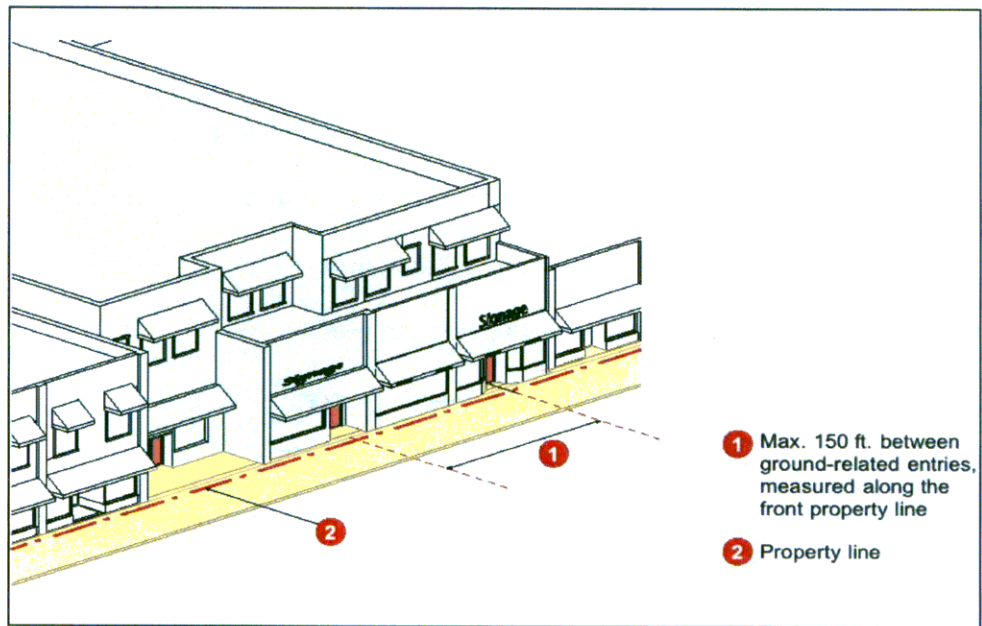 Signage
Signage
1
2
1 Max. 150 ft. between
ground-related entries,
measured along the
front property line
2 Property line